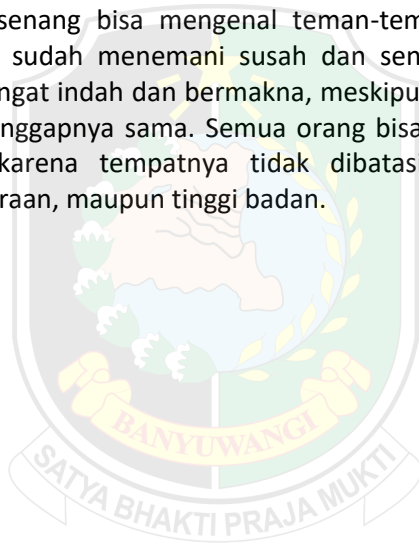 senang bisa mengenal teman-tem
sudah menemani susah dan sen
ngat indah dan bermakna, meskipu
nggapnya sama. Semua orang bisa
karena tempatnya tidak dibatas
raan, maupun tinggi badan.
BANYUWANGI
SATYA BHAKTI PRAJA MUKTI